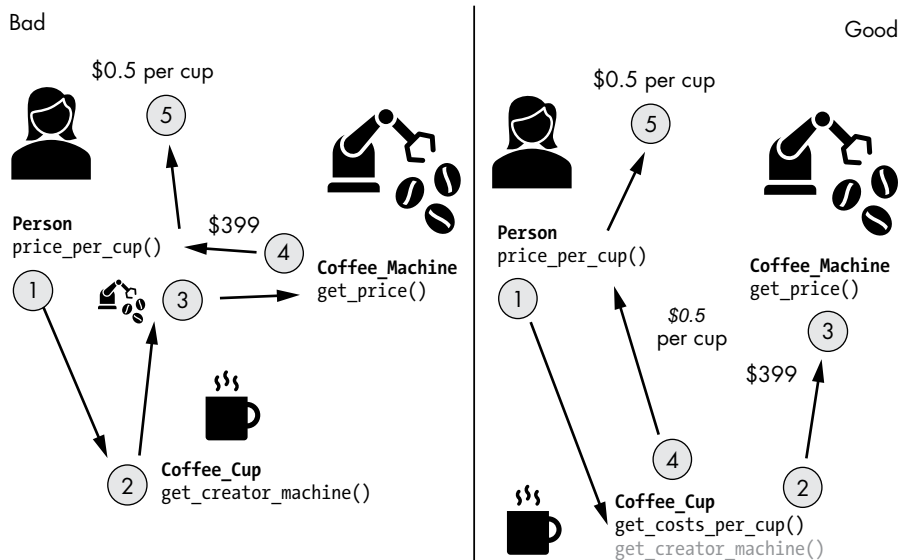 Bad
$0.5 per cup
5
Person
price_per_cup()
$399
4
Coffee_Machine
get_price()
1
3
2
Coffee_Cup
get_creator_machine()
Good
$0.5 per cup
5
Person
price_per_cup()
Coffee_Machine
get_price()
1
3
$0.5
per cup
$399
4
2
Coffee_Cup
get_costs_per_cup()
get_creator_machine()